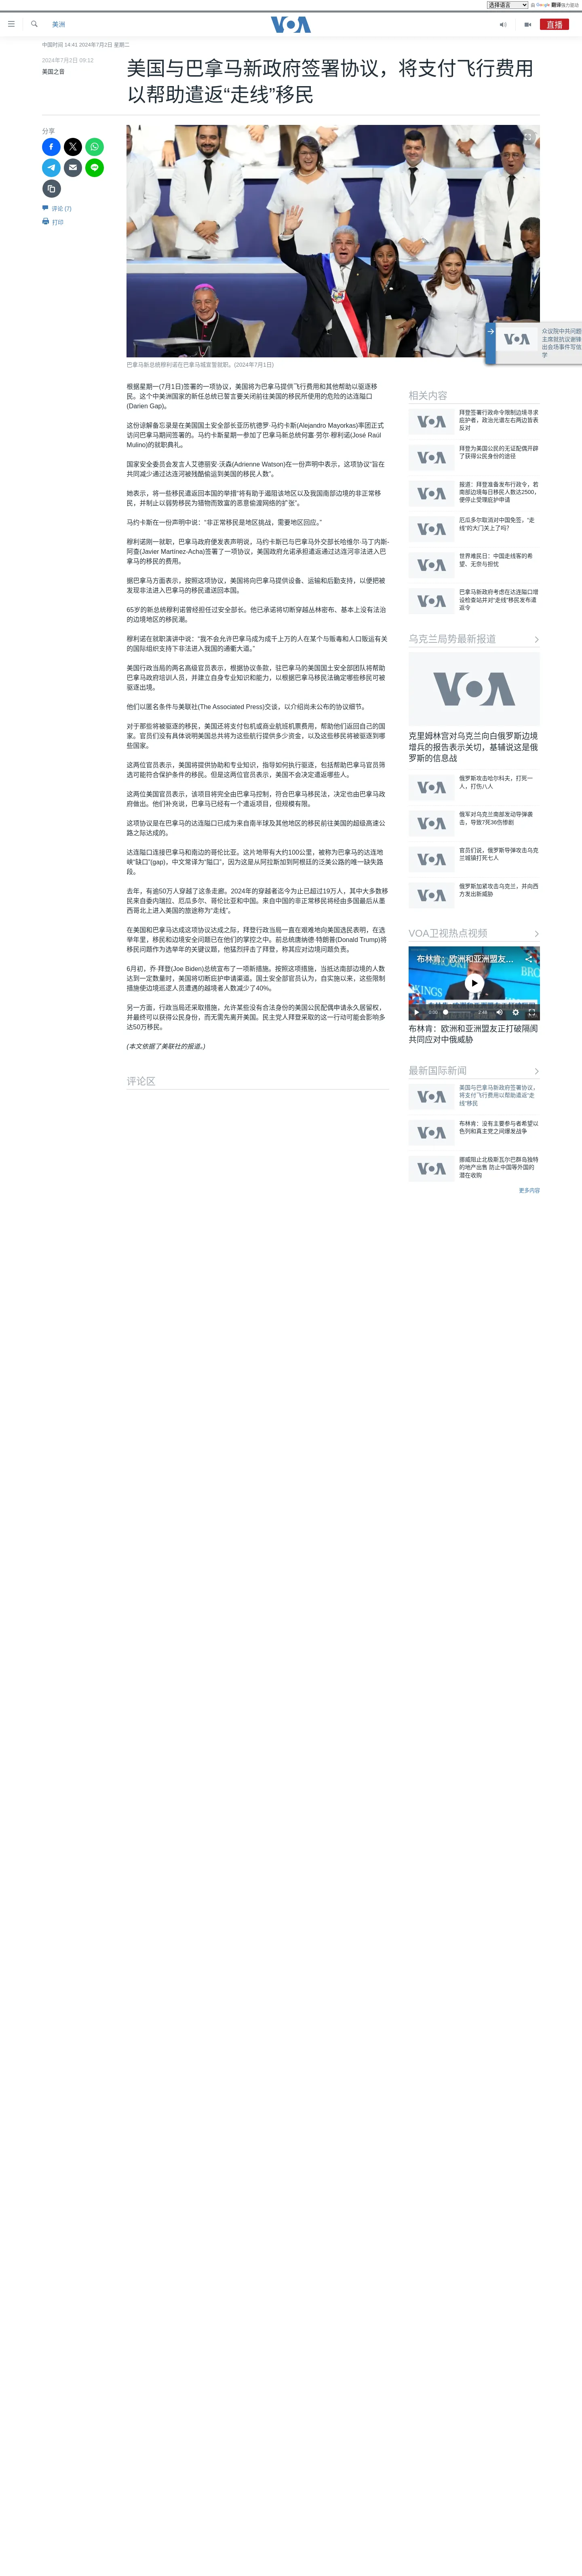 选择语言
由 Google 翻译强力驱动
美洲
VOA
直播
中国时间 14:41 2024年7月2日 星期二
2024年7月2日 09:12
美国之音
美国与巴拿马新政府签署协议，将支付飞行费用
以帮助遣返“走线”移民
分享
评论 (7)
打印
巴拿马新总统穆利诺在巴拿马城宣誓就职。(2024年7月1日)
根据星期一(7月1日)签署的一项协议，美国将为巴拿马提供飞行费用和其他帮助以驱逐移
民。这个中美洲国家的新任总统已誓言要关闭前往美国的移民所使用的危险的达连隘口
(Darien Gap)。
这份谅解备忘录是在美国国土安全部长亚历杭德罗·马约卡斯(Alejandro Mayorkas)率团正式
访问巴拿马期间签署的。马约卡斯星期一参加了巴拿马新总统何塞·劳尔·穆利诺(José Raúl
Mulino)的就职典礼。
国家安全委员会发言人艾德丽安·沃森(Adrienne Watson)在一份声明中表示，这项协议“旨在
共同减少通过达连河被残酷偷运到美国的移民人数”。
她表示，将一些移民遣返回本国的举措“将有助于遏阻该地区以及我国南部边境的非正常移
民，并制止以弱势移民为猎物而致富的恶意偷渡网络的扩张”。
马约卡斯在一份声明中说：“非正常移民是地区挑战，需要地区回应。”
穆利诺刚一就职，巴拿马政府便发表声明说，马约卡斯已与巴拿马外交部长哈维尔·马丁内斯-
阿查(Javier Martínez-Acha)签署了一项协议，美国政府允诺承担遣返通过达连河非法进入巴
拿马的移民的费用。
据巴拿马方面表示，按照这项协议，美国将向巴拿马提供设备、运输和后勤支持，以便把被
发现非法进入巴拿马的移民遣送回本国。
65岁的新总统穆利诺曾经担任过安全部长。他已承诺将切断穿越丛林密布、基本上没有法治
的边境地区的移民潮。
穆利诺在就职演讲中说：“我不会允许巴拿马成为成千上万的人在某个与贩毒和人口贩运有关
的国际组织支持下非法进入我国的通衢大道。”
美国行政当局的两名高级官员表示，根据协议条款，驻巴拿马的美国国土安全部团队将帮助
巴拿马政府培训人员，并建立自身专业知识和能力，以根据巴拿马移民法确定哪些移民可被
驱逐出境。
他们以匿名条件与美联社(The Associated Press)交谈，以介绍尚未公布的协议细节。
对于那些将被驱逐的移民，美国还将支付包机或商业航班机票费用，帮助他们返回自己的国
家。官员们没有具体说明美国总共将为这些航行提供多少资金，以及这些移民将被驱逐到哪
些国家。
这两位官员表示，美国将提供协助和专业知识，指导如何执行驱逐，包括帮助巴拿马官员筛
选可能符合保护条件的移民。但是这两位官员表示，美国不会决定遣返哪些人。
这两位美国官员表示，该项目将完全由巴拿马控制，符合巴拿马移民法，决定也由巴拿马政
府做出。他们补充说，巴拿马已经有一个遣返项目，但规模有限。
这项协议是在巴拿马的达连隘口已成为来自南半球及其他地区的移民前往美国的超级高速公
路之际达成的。
达连隘口连接巴拿马和南边的哥伦比亚。这片地带有大约100公里，被称为巴拿马的达连地
峡“缺口”(gap)，中文常译为“隘口”，因为这是从阿拉斯加到阿根廷的泛美公路的唯一缺失路
段。
去年，有逾50万人穿越了这条走廊。2024年的穿越者迄今为止已超过19万人，其中大多数移
民来自委内瑞拉、厄瓜多尔、哥伦比亚和中国。来自中国的非正常移民将经由多国最后从墨
西哥北上进入美国的旅途称为“走线”。
在美国和巴拿马达成这项协议达成之际，拜登行政当局一直在艰难地向美国选民表明，在选
举年里，移民和边境安全问题已在他们的掌控之中。前总统唐纳德·特朗普(Donald Trump)将
移民问题作为选举年的关键议题，他猛烈抨击了拜登，称其应对边境问题负责。
6月初，乔·拜登(Joe Biden)总统宣布了一项新措施。按照这项措施，当抵达南部边境的人数
达到一定数量时，美国将切断庇护申请渠道。国土安全部官员认为，自实施以来，这些限制
措施使边境巡逻人员遭遇的越境者人数减少了40%。
另一方面，行政当局还采取措施，允许某些没有合法身份的美国公民配偶申请永久居留权，
并最终可以获得公民身份，而无需先离开美国。民主党人拜登采取的这一行动可能会影响多
达50万移民。
(本文依据了美联社的报道。)
评论区
众议院中共问题
主席就抗议谢锋
出会场事件写信
学
相关内容
拜登签署行政命令限制边境寻求
庇护者，政治光谱左右两边皆表
反对
拜登为美国公民的无证配偶开辟
了获得公民身份的途径
报道：拜登准备发布行政令，若
南部边境每日移民人数达2500，
便停止受理庇护申请
厄瓜多尔取消对中国免签，“走
线”的大门关上了吗？
世界难民日：中国走线客的希
望、无奈与担忧
巴拿马新政府考虑在达连隘口增
设检查站并对“走线”移民发布遣
返令
乌克兰局势最新报道
克里姆林宫对乌克兰向白俄罗斯边境
增兵的报告表示关切，基辅说这是俄
罗斯的信息战
俄罗斯攻击哈尔科夫，打死一
人，打伤八人
俄军对乌克兰南部发动导弹袭
击，导致7死36伤惨剧
官员们说，俄罗斯导弹攻击乌克
兰城镇打死七人
俄罗斯加紧攻击乌克兰，并向西
方发出新威胁
VOA卫视热点视频
布林肯：欧洲和亚洲盟友...
0:00
2:46
布林肯：欧洲和亚洲盟友正打破隔阂
共同应对中俄威胁
最新国际新闻
美国与巴拿马新政府签署协议，
将支付飞行费用以帮助遣返“走
线”移民
布林肯：没有主要参与者希望以
色列和真主党之间爆发战争
挪威阻止北极斯瓦尔巴群岛独特
的地产出售 防止中国等外国的
潜在收购
更多内容